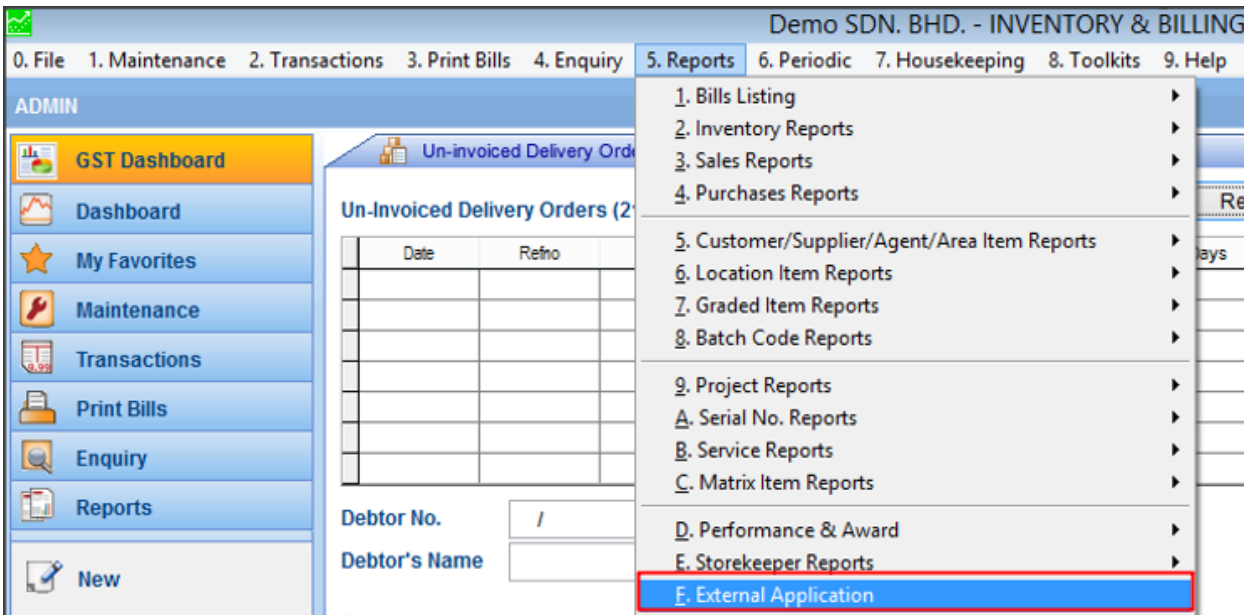 Demo SDN. BHD. - INVENTORY & BILLING
0. File 1. Maintenance 2. Transactions 3. Print Bills 4. Enquiry 5. Reports 6. Periodic 7. Housekeeping 8. Toolkits 9. Help
ADMIN
GST Dashboard
Dashboard
My Favorites
Maintenance
Transactions
Print Bills
Enquiry
Reports
New
Un-invoiced Delivery Orde
Un-Invoiced Delivery Orders (2
Re
Date Refno ays
Debtor No. /
Debtor's Name
1. Bills Listing
2. Inventory Reports
3. Sales Reports
4. Purchases Reports
5. Customer/Supplier/Agent/Area Item Reports
6. Location Item Reports
7. Graded Item Reports
8. Batch Code Reports
9. Project Reports
A. Serial No. Reports
B. Service Reports
C. Matrix Item Reports
D. Performance & Award
E. Storekeeper Reports
F. External Application